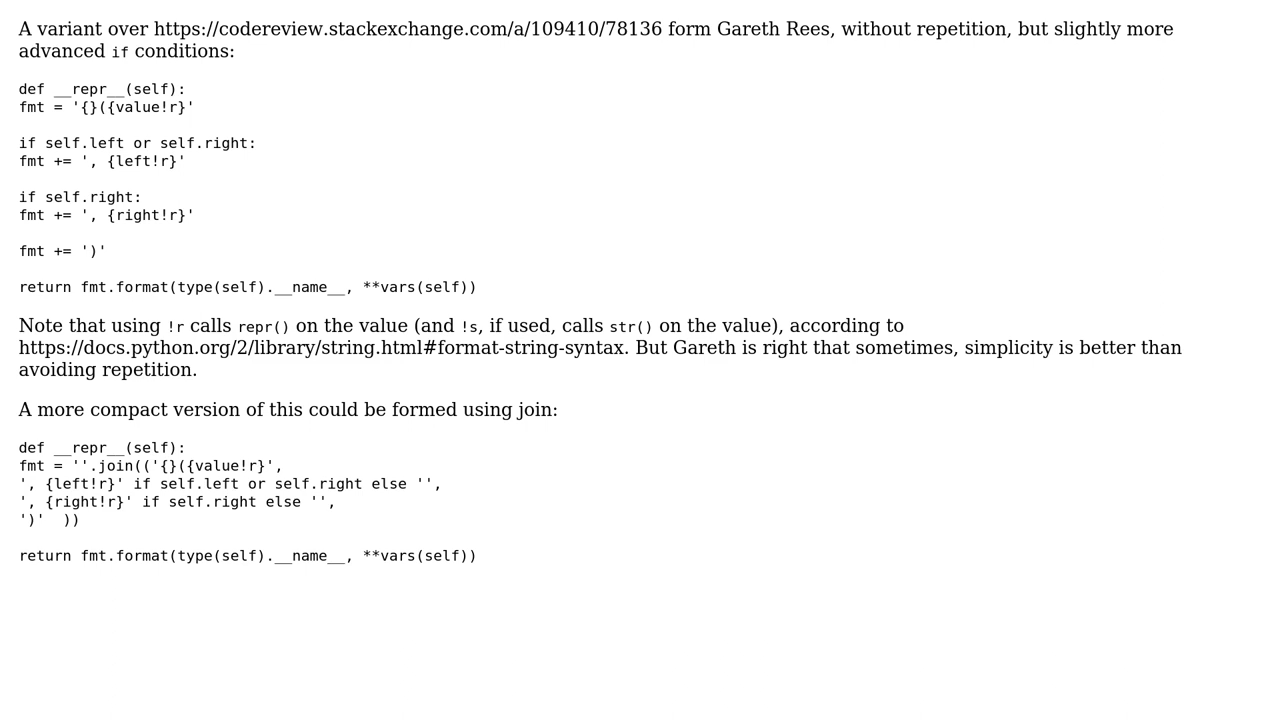 A variant over https://codereview.stackexchange.com/a/109410/78136 form Gareth Rees, without repetition, but slightly more
advanced if conditions:
def __repr__(self):
fmt = '{}({value!r}'
if self.left or self.right:
fmt += ', {left!r}'
if self.right:
fmt += ', {right!r}'
fmt += ')'
return fmt.format(type(self).__name__, **vars(self))
Note that using !r calls repr() on the value (and !s, if used, calls str() on the value), according to
https://docs.python.org/2/library/string.html#format-string-syntax. But Gareth is right that sometimes, simplicity is better than
avoiding repetition.
A more compact version of this could be formed using join:
def __repr__(self):
fmt = ''.join(('{}({value!r}',
', {left!r}' if self.left or self.right else '',
', {right!r}' if self.right else '',
')'  ))
return fmt.format(type(self).__name__, **vars(self))